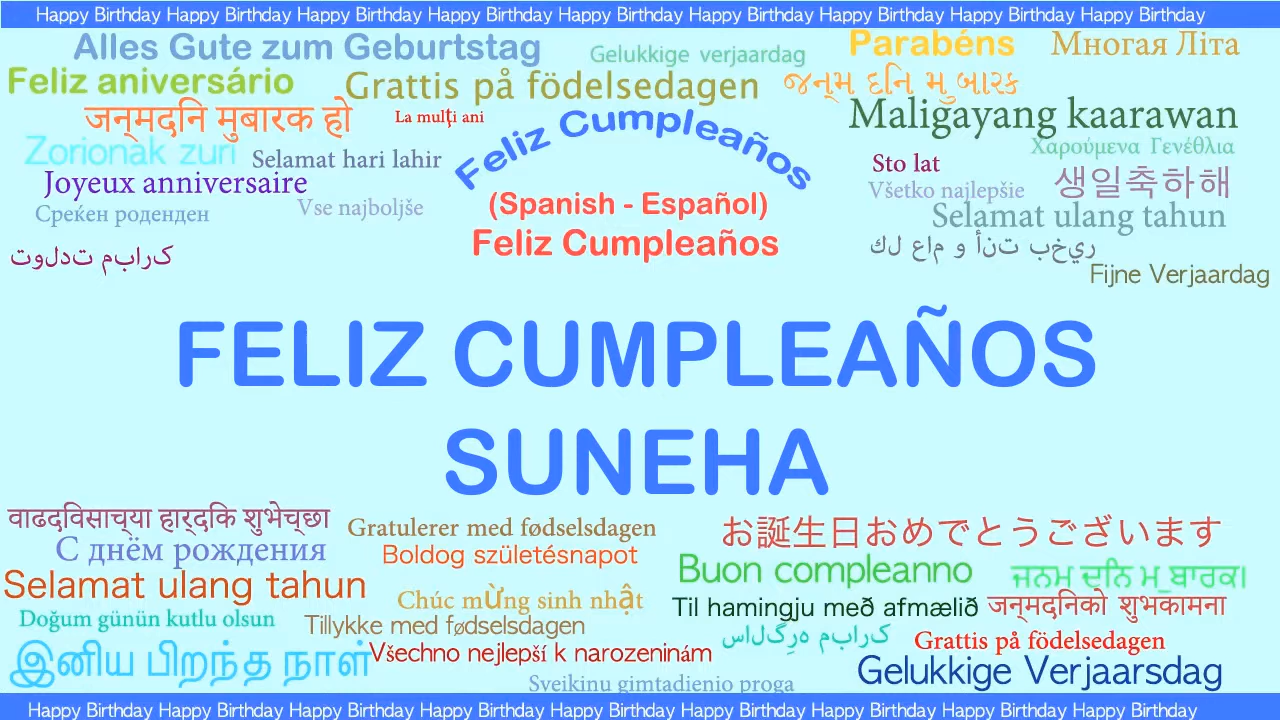 Happy Birthday Happy Birthday Happy Birthday Happy Birthday Happy Birthday Happy Birthday Happy Birthday Happy Birthday Happy Birthday
Alles Gute zum Geburtstag
Gelukkige verjaardag
Parabéns
Многая Літа
Feliz aniversário
Grattis på födelsedagen
જન્મ દનિ મુબારક
जन्मदनि मुबारक हो
La mulţi ani
Feliz Cumpleaños
Maligayang kaarawan
Zorionak zuri
Selamat hari lahir
Sto lat
Χαρούμενα Γενέθλια
Joyeux anniversaire
Všetko najlepšie
생일축하해
Срeќен роденден
Vse najboljše
(Spanish - Español)
Selamat ulang tahun
Feliz Cumpleaños
تولدت مبارک
كل عام و أنت بخير
Fijne Verjaardag
FELIZ CUMPLEAÑOS
SUNEHA
वाढदविसाच्या हार्दकि शुभेच्छा
Gratulerer med fødselsdagen
お誕生日おめでとうございます
С днём рождения
Boldog születésnapot
Selamat ulang tahun
Buon compleanno
ਜਨਮ ਦਨਿ ਮੁਬਾਰਕ।
Chúc mừng sinh nhật
Til hamingju með afmælið
जन्मदनिको शुभकामना
Doğum günün kutlu olsun
Tillykke med fødselsdagen
سالگرہ مبارک
Grattis på födelsedagen
இனிய பிறந்த நாள்
Všechno nejlepší k narozeninám
Gelukkige Verjaarsdag
Sveikinu gimtadienio proga
Happy Birthday Happy Birthday Happy Birthday Happy Birthday Happy Birthday Happy Birthday Happy Birthday Happy Birthday Happy Birthday